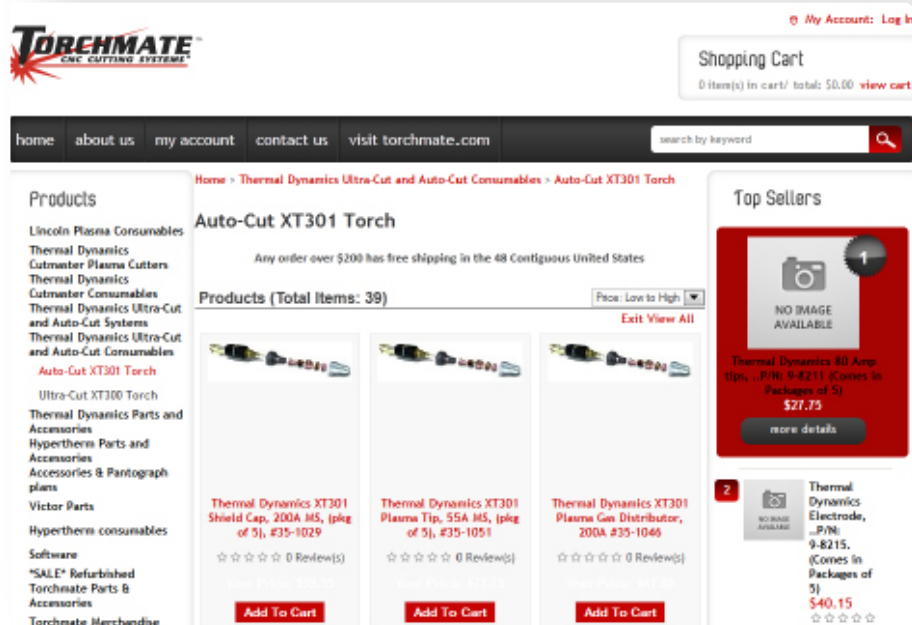 TORCHMATE™
CNC CUTTING SYSTEMS
My Account: Log In
Shopping Cart
0 item(s) in cart/ total: $0.00 view cart
home about us my account contact us visit torchmate.com
search by keyword
Products
Lincoln Plasma Consumables
Thermal Dynamics
Cutmaster Plasma Cutters
Thermal Dynamics
Cutmaster Consumables
Thermal Dynamics Ultra-Cut
and Auto-Cut Systems
Thermal Dynamics Ultra-Cut
and Auto-Cut Consumables
Auto-Cut XT301 Torch
Ultra-Cut XT300 Torch
Thermal Dynamics Parts and
Accessories
Hypertherm Parts and
Accessories
Accessories & Pantograph
plans
Victor Parts
Hypertherm consumables
Software
*SALE* Refurbished
Torchmate Parts &
Accessories
Torchmate Merchandise
Home > Thermal Dynamics Ultra-Cut and Auto-Cut Consumables > Auto-Cut XT301 Torch
Auto-Cut XT301 Torch
Any order over $200 has free shipping in the 48 Contiguous United States
Products (Total Items: 39)
Price: Low to High
Exit View All
Thermal Dynamics XT301
Shield Cap, 200A MS, (pkg
of 5), #35-1029
0 Review(s)
Add To Cart
Thermal Dynamics XT301
Plasma Tip, 55A MS, (pkg
of 5), #35-1051
0 Review(s)
Add To Cart
Thermal Dynamics XT301
Plasma Gas Distributor,
200A #35-1046
0 Review(s)
Add To Cart
Top Sellers
1
NO IMAGE
AVAILABLE
Thermal Dynamics 80 Amp
tips, ..P/N: 9-8211 (Comes in
Packages of 5)
$27.75
more details
2
NO IMAGE
AVAILABLE
Thermal
Dynamics
Electrode,
..P/N:
9-8215.
(Comes in
Packages of
5)
$40.15